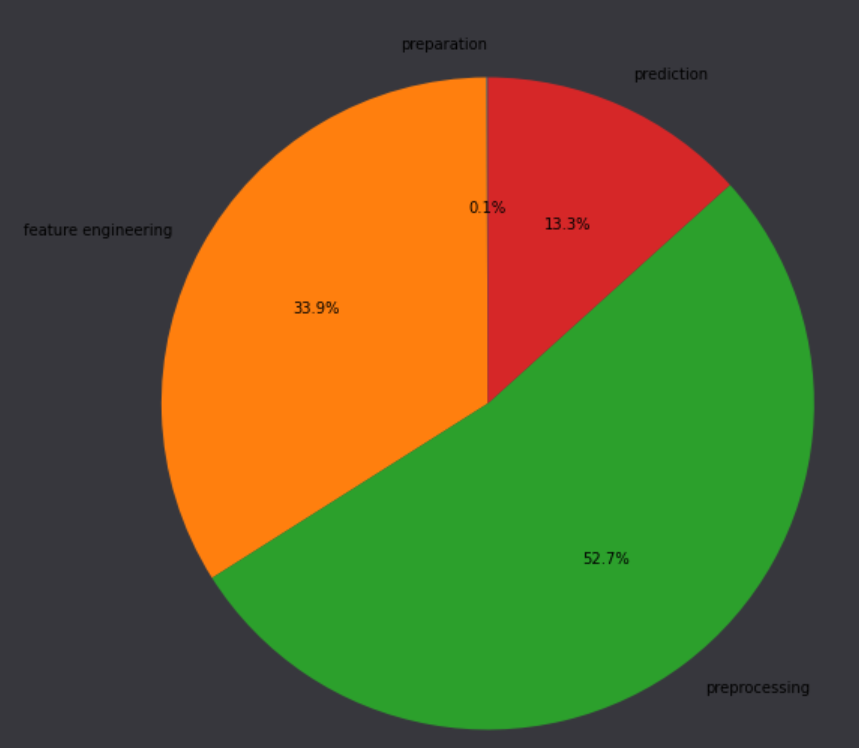 preparation
prediction
0.1%
13.3%
feature engineering
33.9%
52.7%
preprocessing